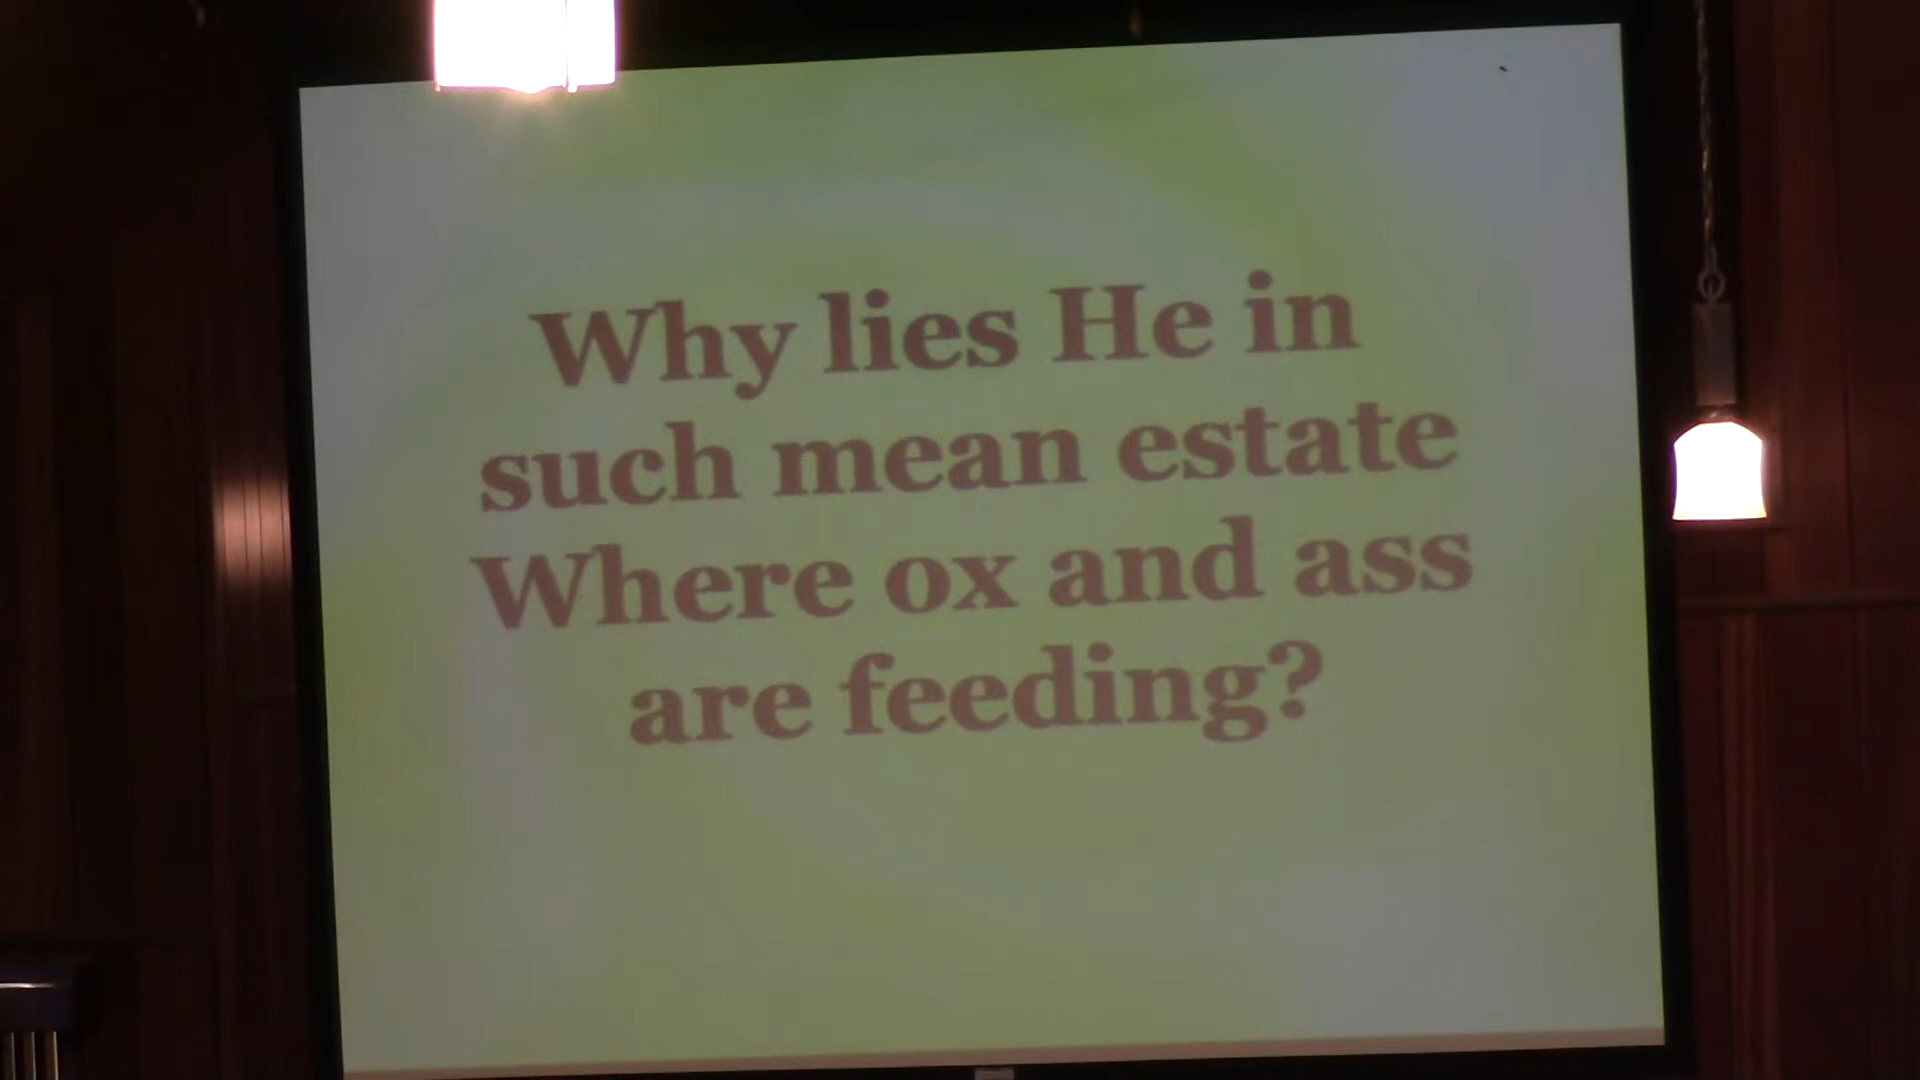 Why lies He in
such mean estate
Where ox and ass
are feeding?